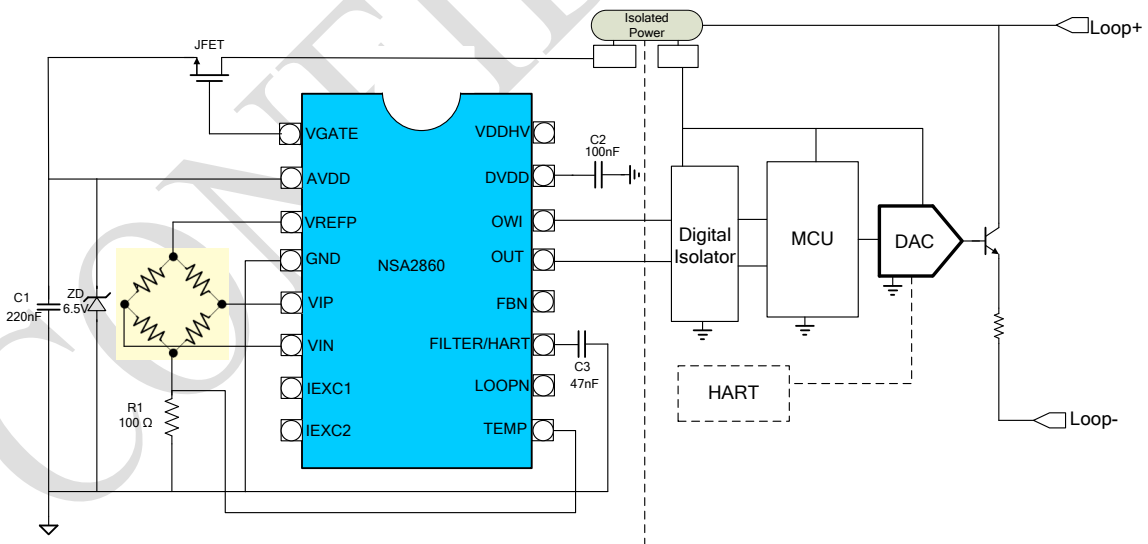 Isolated
Power
Loop+
JFET
VGATE
VDDHV
C2
100nF
AVDD
DVDD
VREFP
OWI
GND
OUT
NSA2860
Digital
Isolator
MCU
DAC
C1
220nF
ZD
6.5V
VIP
FBN
VIN
FILTER/HART
C3
47nF
IEXC1
LOOPN
HART
R1
100 Ω
IEXC2
TEMP
Loop-